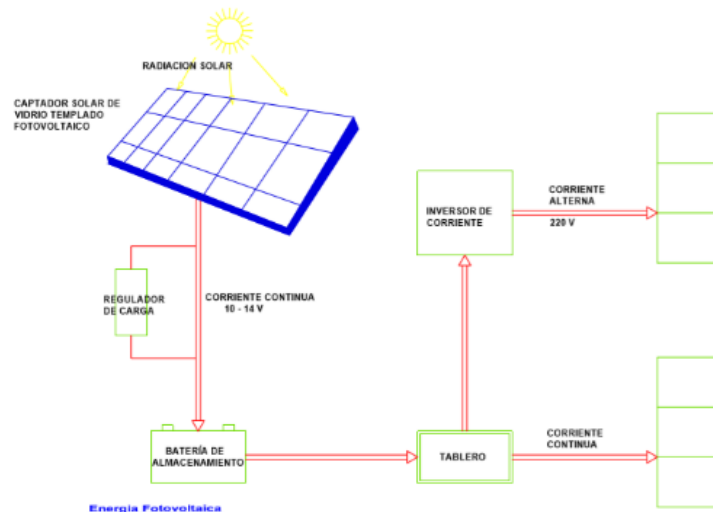 RADIACION SOLAR
CAPTADOR SOLAR DE
VIDRIO TEMPLADO
FOTOVOLTAICO
INVERSOR DE
CORRIENTE
CORRIENTE
ALTERNA
220 V
REGULADOR
DE CARGA
CORRIENTE CONTINUA
10 - 14 V
BATERÍA DE
ALMACENAMIENTO
TABLERO
CORRIENTE
CONTINUA
Energia Fotovoltaica